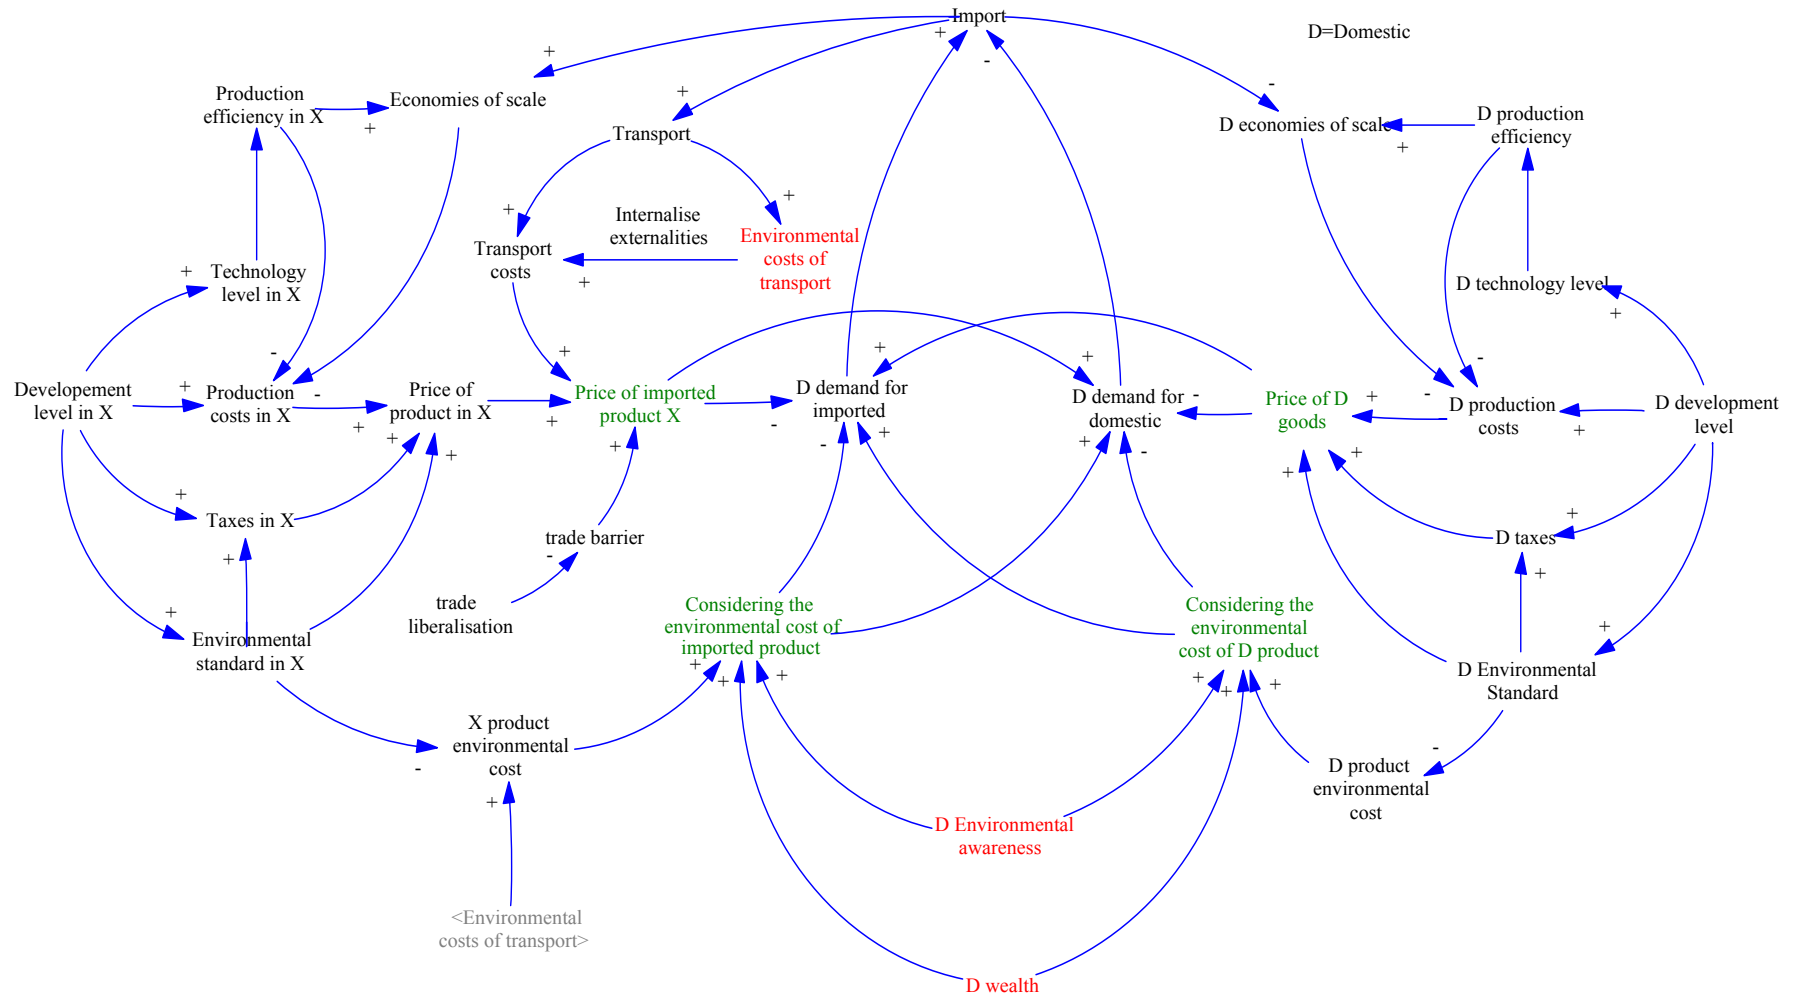 Import
D=Domestic
Production
efficiency in X
Economies of scale
Transport
D economies of scale
D production
efficiency
Internalise
externalities
Environmental
costs of
transport
Transport
costs
Technology
level in X
D technology level
Developement
level in X
Production
costs in X
Price of
product in X
Price of imported
product X
D demand for
imported
D demand for
domestic
Price of D
goods
D production
costs
D development
level
Taxes in X
trade barrier
D taxes
trade
liberalisation
Environmental
standard in X
Considering the
environmental cost of
imported product
Considering the
environmental
cost of D product
D Environmental
Standard
X product
environmental
cost
D product
environmental
cost
D Environmental
awareness
<Environmental
costs of transport>
D wealth